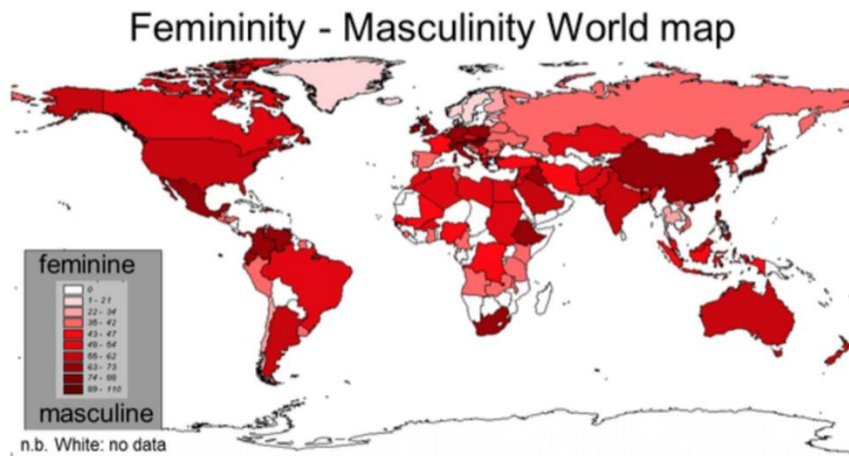 Femininity - Masculinity World map
feminine
0
1 - 21
22 - 34
35 - 42
43 - 47
48 - 54
55 - 62
63 - 73
74 - 88
89 - 110
masculine
n.b. White: no data